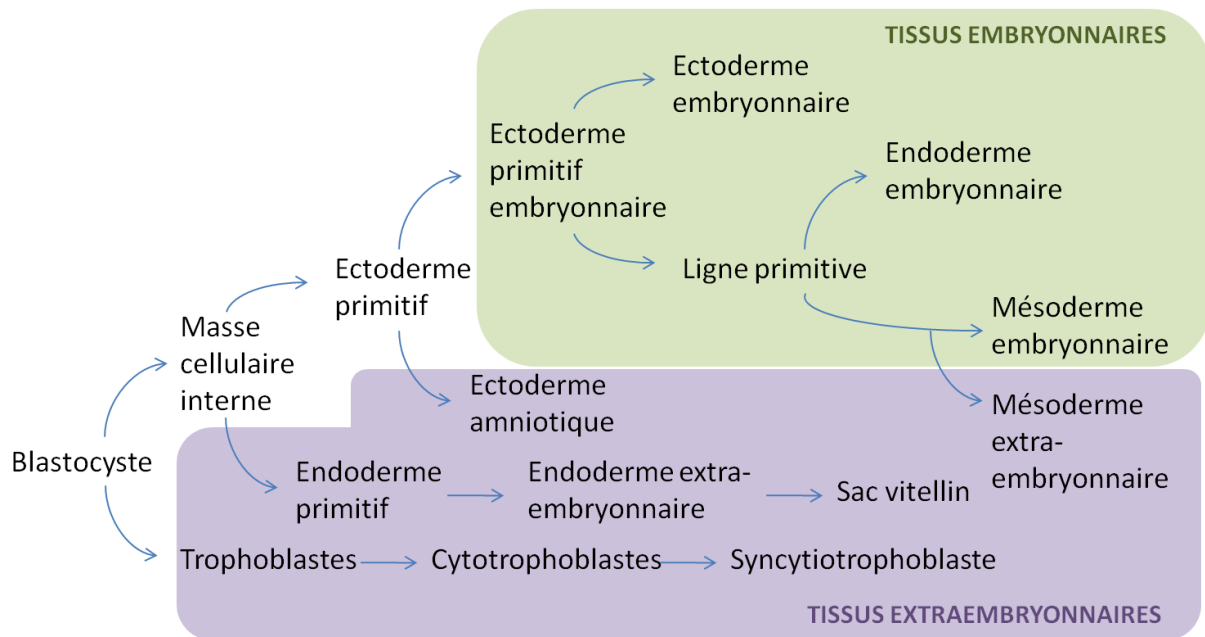 TISSUS EMBRYONNAIRES
Ectoderme
embryonnaire
Ectoderme
primitif
embryonnaire
Endoderme
embryonnaire
Ligne primitive
Ectoderme
primitif
Mésoderme
embryonnaire
Masse
cellulaire
interne
Ectoderme
amniotique
Mésoderme
extra-
embryonnaire
Blastocyste
Endoderme
primitif
Endoderme extra-
embryonnaire
Sac vitellin
Trophoblastes
Cytotrophoblastes
Syncytiotrophoblaste
TISSUS EXTRAEMBRYONNAIRES